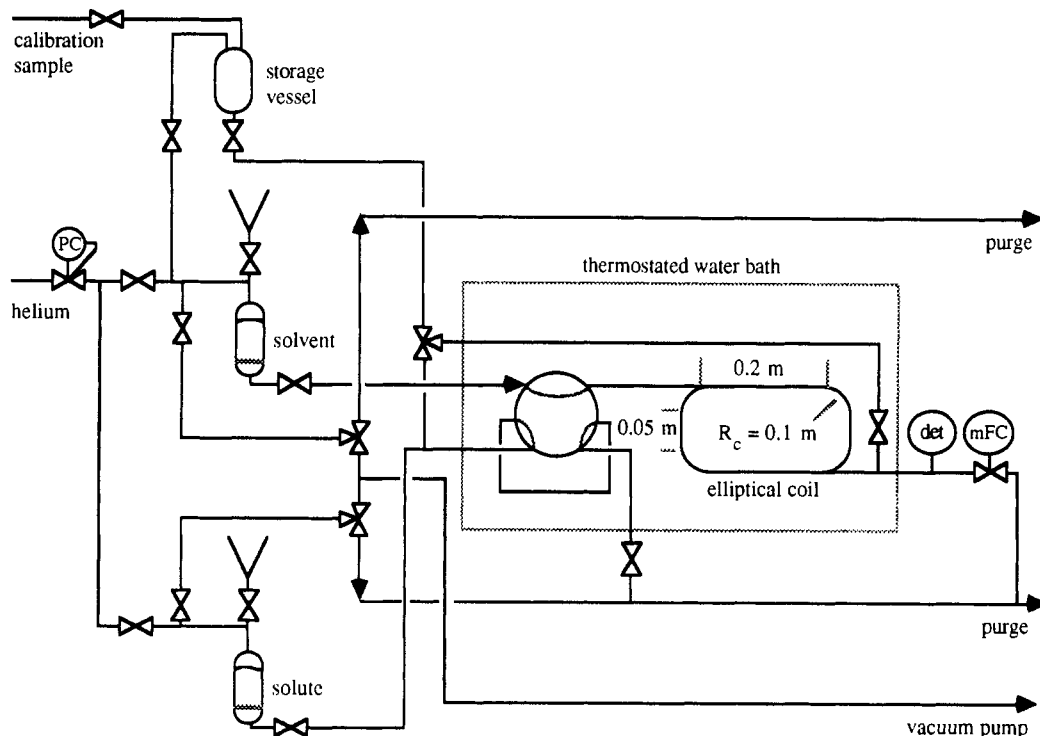 calibration
sample
storage
vessel
purge
PC
thermostated water bath
helium
solvent
0.2 m
0.05 m
R_c = 0.1 m
det
mFC
elliptical coil
purge
solute
vacuum pump